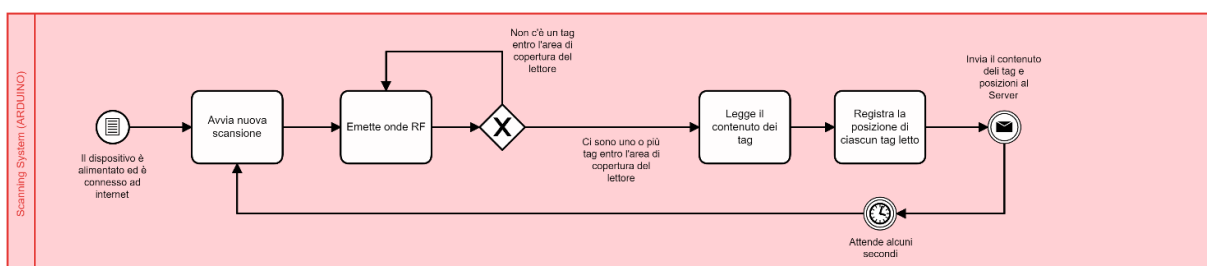 Scanning System (ARDUINO)
Il dispositivo è
alimentato ed è
connesso ad
internet
Avvia nuova
scansione
Emette onde RF
Non c'è un tag
entro l'area di
copertura del
lettore
Ci sono uno o più
tag entro l'area di
copertura del
lettore
Legge il
contenuto dei
tag
Registra la
posizione di
ciascun tag letto
Invia il contenuto
deli tag e
posizioni al
Server
Attende alcuni
secondi